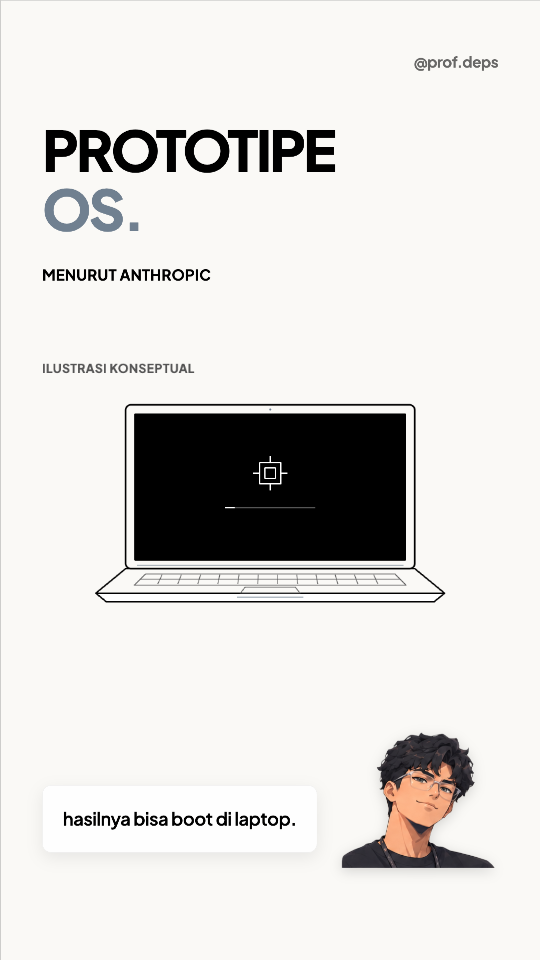 @prof.deps
PROTOTIPE
OS.
MENURUT ANTHROPIC
ILUSTRASI KONSEPTUAL
hasilnya bisa boot di laptop.